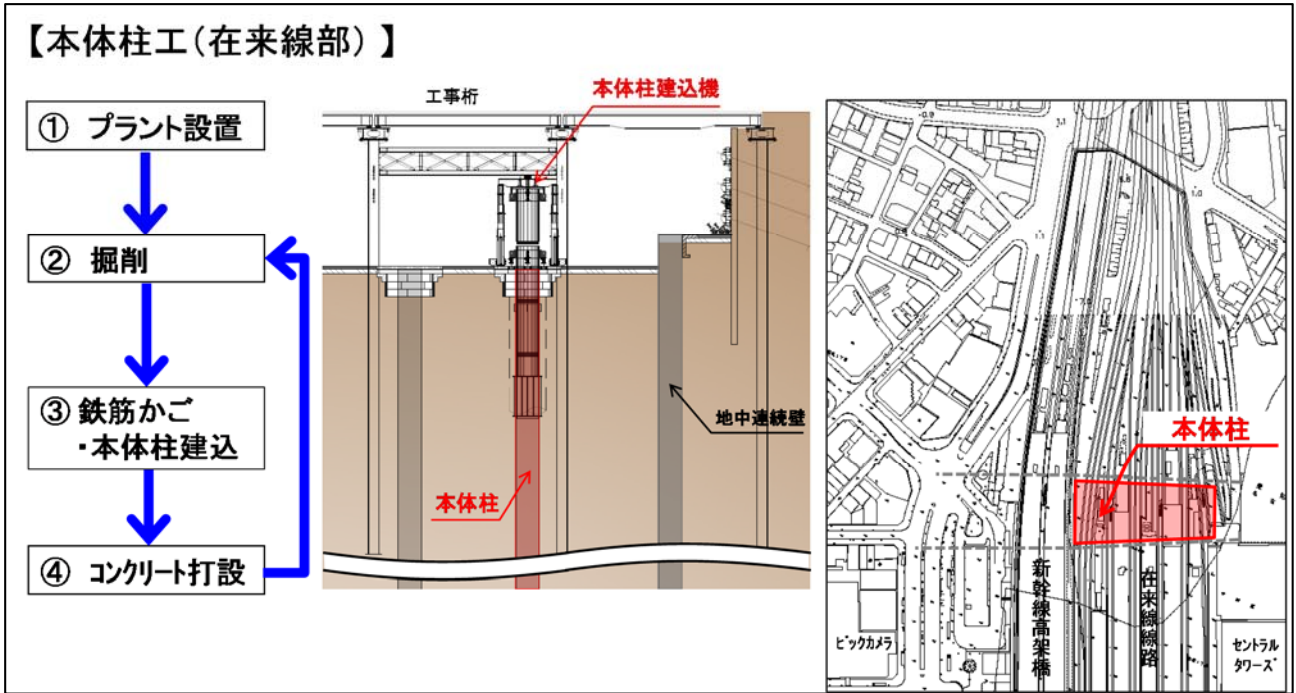 【本体柱工(在来線部)】
① プラント設置
② 掘削
③ 鉄筋かご
・本体柱建込
④ コンクリート打設
工事桁
本体柱建込機
地中連続壁
本体柱
本体柱
新幹線高架橋
在来線線路
ビックカメラ
セントラル
タワーズ